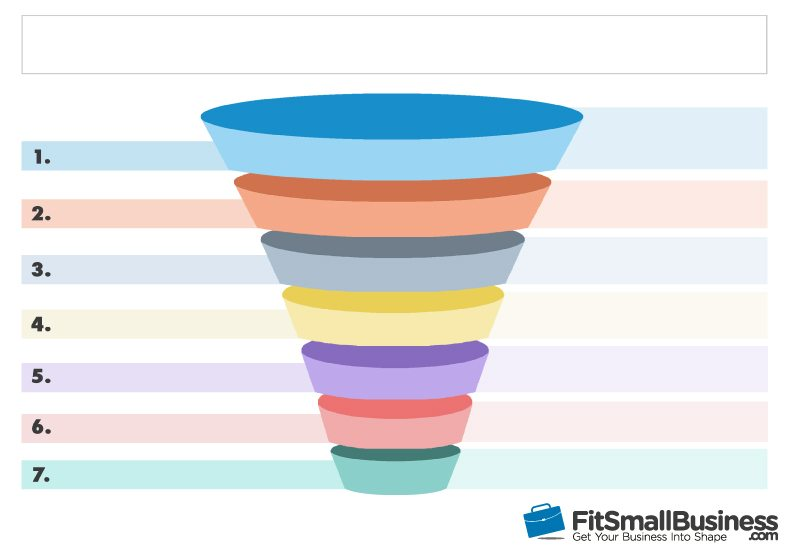 1.
2.
3.
4.
5.
6.
7.
FitSmallBusiness
.com
Get Your Business Into Shape